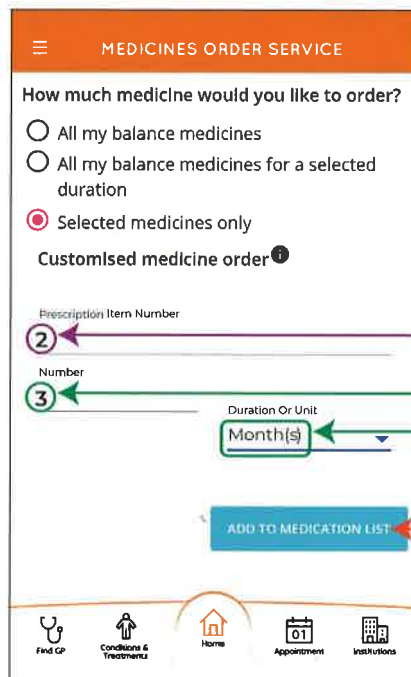 MEDICINES ORDER SERVICE
How much medicine would you like to order?
All my balance medicines
All my balance medicines for a selected
duration
Selected medicines only
Customised medicine order i
Prescription Item Number
2
Number
3
Duration Or Unit
Month(s)
ADD TO MEDICATION LIST
Find GP
Conditions &
Treatments
Home
01
Appointment
Institutions